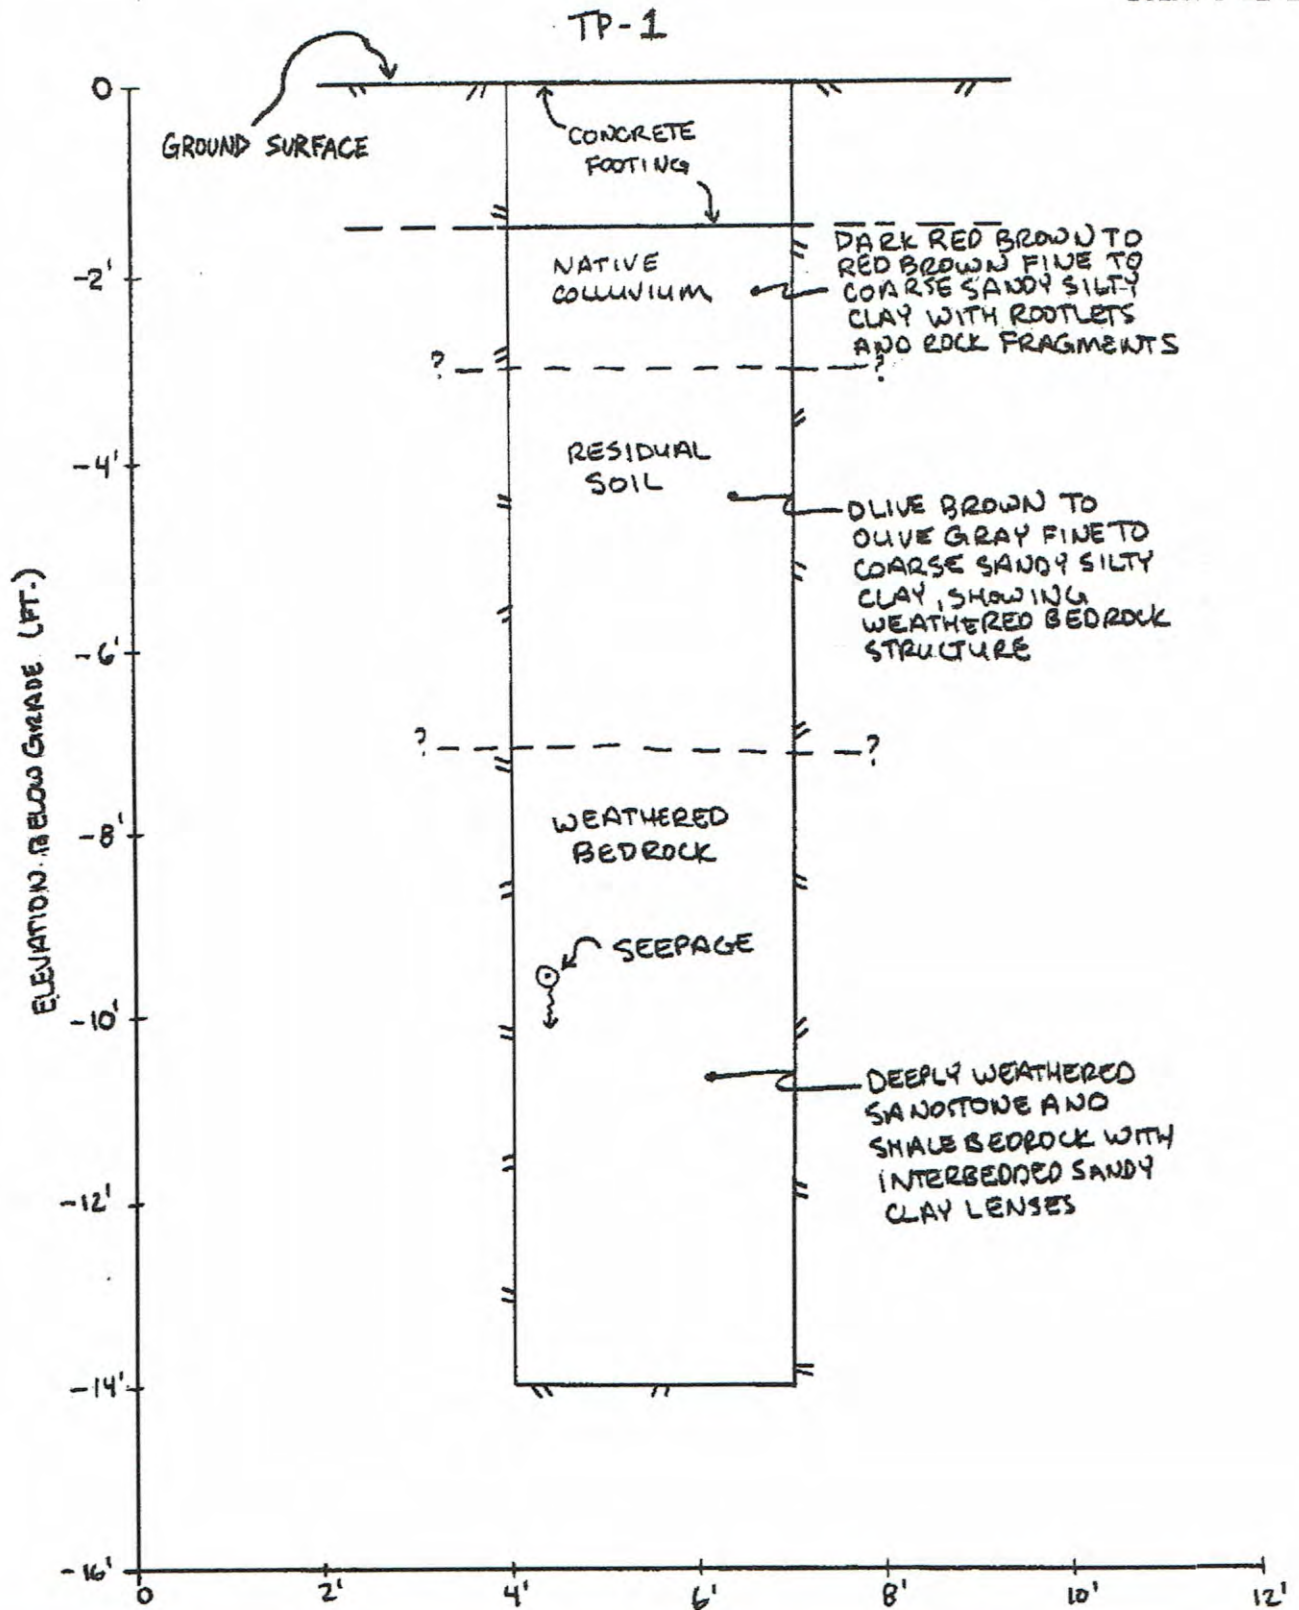 TP-1
0
GROUND SURFACE
CONCRETE
FOOTING
-2'
NATIVE
COLLUVIUM
DARK RED BROWN TO
RED BROWN FINE TO
COARSE SANDY SILTY
CLAY WITH ROOTLETS
AND ROCK FRAGMENTS
?
?
-4'
RESIDUAL
SOIL
OLIVE BROWN TO
OLIVE GRAY FINE TO
COARSE SANDY SILTY
CLAY, SHOWING
WEATHERED BEDROCK
STRUCTURE
ELEVATION BELOW GRADE (FT.)
-6'
?
?
-8'
WEATHERED
BEDROCK
SEEPAGE
-10'
DEEPLY WEATHERED
SANDSTONE AND
SHALE BEDROCK WITH
INTERBEDDED SANDY
CLAY LENSES
-12'
-14'
-16'
0 2' 4' 6' 8' 10' 12'